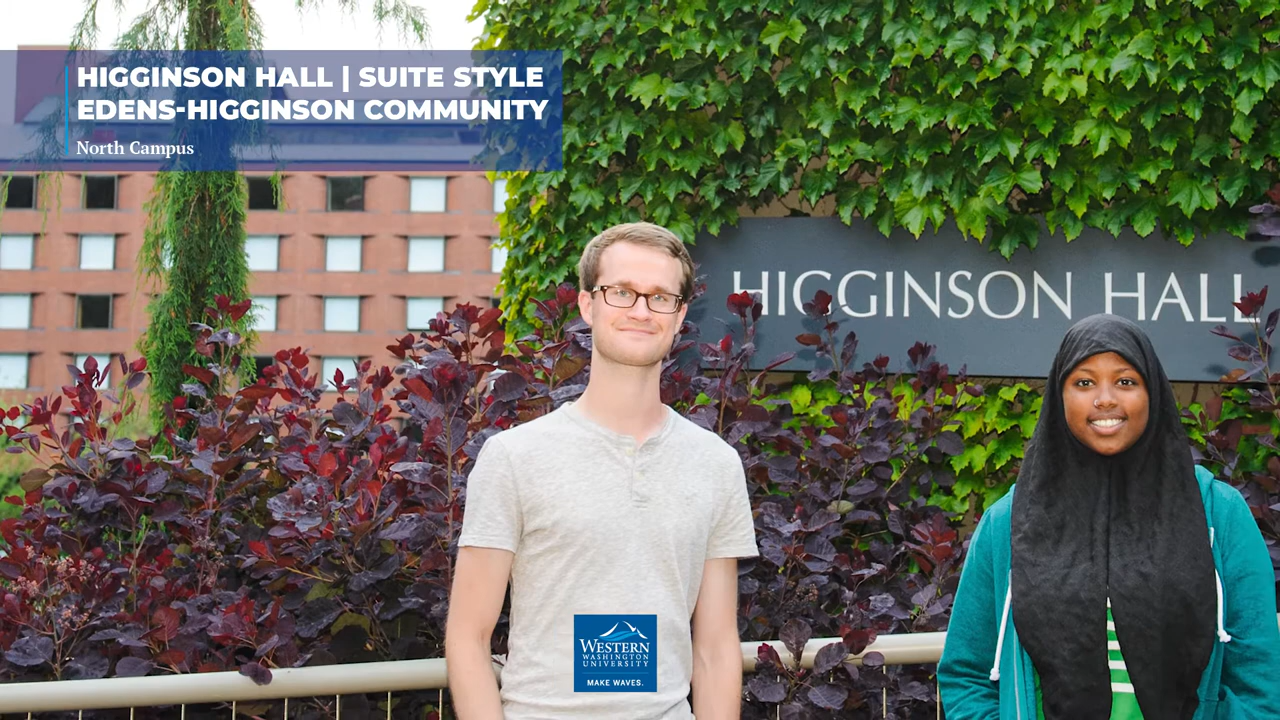 HIGGINSON HALL | SUITE STYLE
EDENS-HIGGINSON COMMUNITY
North Campus
HIGGINSON HALL
WESTERN
WASHINGTON
UNIVERSITY
MAKE WAVES.